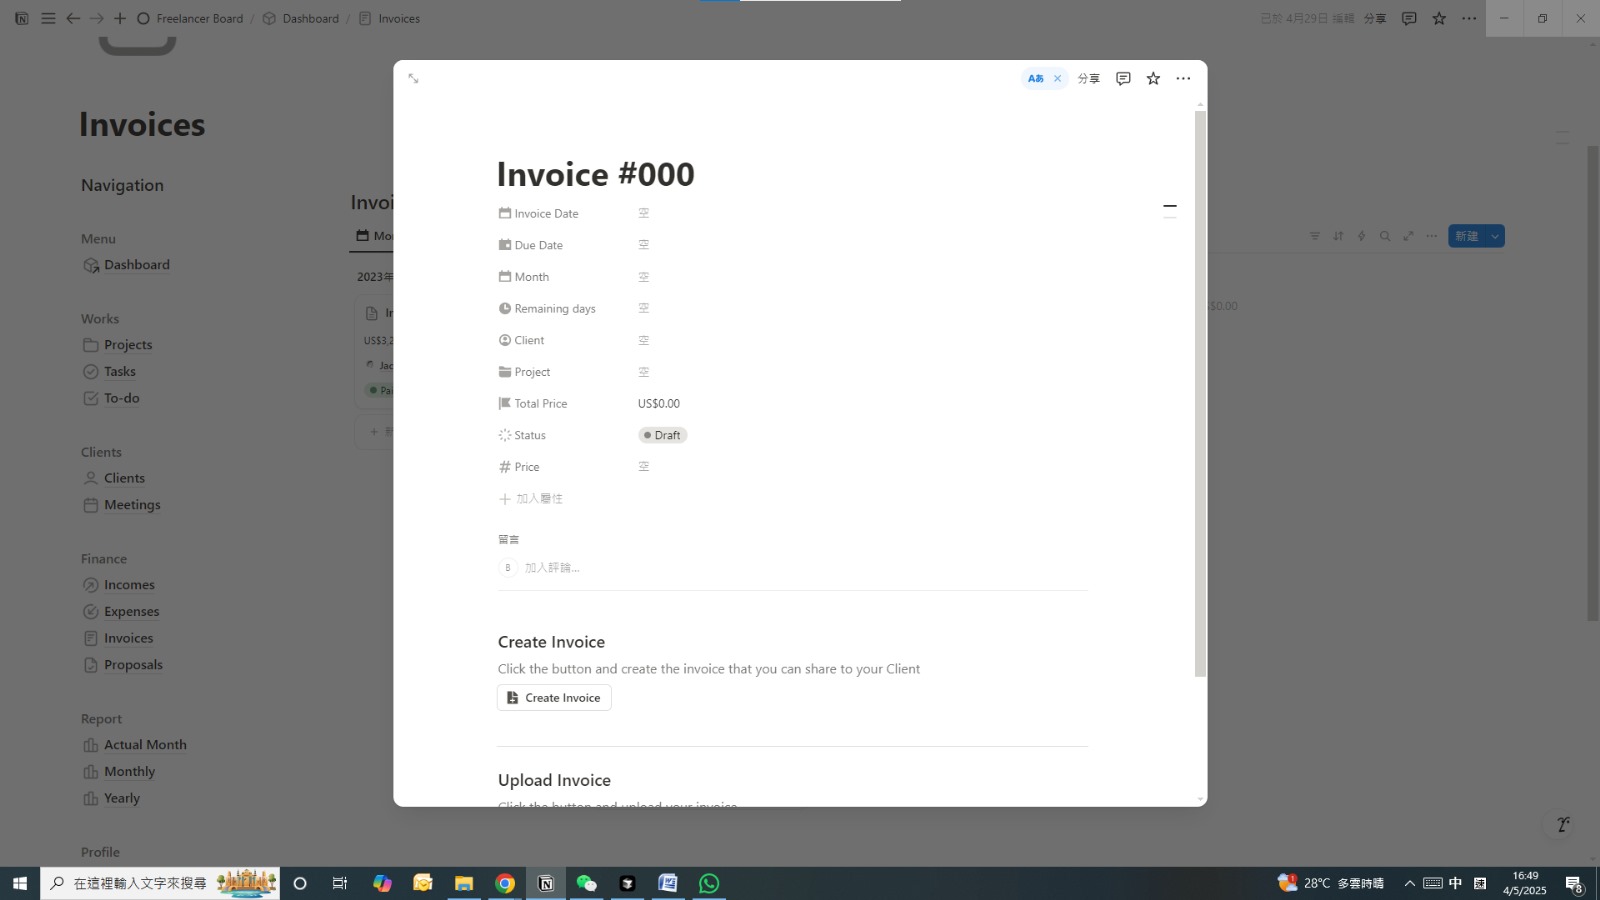 Freelancer Board / Dashboard / Invoices
已於 4月29日 編輯 分享
Invoices
Navigation
Menu
Dashboard
Works
Projects
Tasks
To-do
Clients
Clients
Meetings
Finance
Incomes
Expenses
Invoices
Proposals
Report
Actual Month
Monthly
Yearly
Profile
Invoi
Mo
2023年
In
US$3,2
Jac
Pai
新建
$0.00
Aあ
分享
Invoice #000
Invoice Date 空
Due Date 空
Month 空
Remaining days 空
Client 空
Project 空
Total Price US$0.00
Status Draft
Price 空
加入屬性
留言
B 加入評論...
Create Invoice
Click the button and create the invoice that you can share to your Client
Create Invoice
Upload Invoice
Click the button and upload your invoice
在這裡輸入文字來搜尋
28°C 多雲時晴
中
16:49
4/5/2025
8